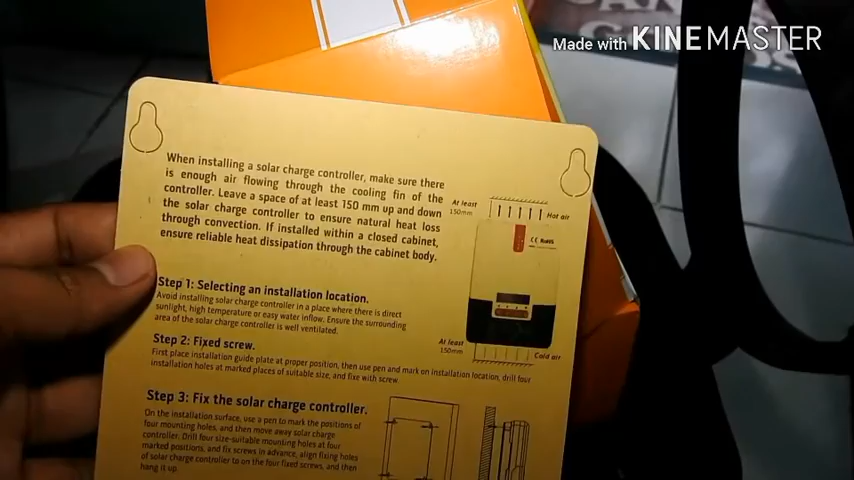 Made with KINEMASTER
When installing a solar charge controller, make sure there
is enough air flowing through the cooling fin of the
controller. Leave a space of at least 150 mm up and down
the solar charge controller to ensure natural heat loss
through convection. If installed within a closed cabinet,
ensure reliable heat dissipation through the cabinet body.
At least
150mm
Hot air
CE RoHS
Step 1: Selecting an installation location.
Avoid installing solar charge controller in a place where there is direct
sunlight, high temperature or easy water inflow. Ensure the surrounding
area of the solar charge controller is well ventilated.
At least
150mm
Cold air
Step 2: Fixed screw.
First place installation guide plate at proper position, then use pen and mark on installation location, drill four
installation holes at marked places of suitable size, and fix with screw.
Step 3: Fix the solar charge controller.
On the installation surface, use a pen to mark the positions of
four mounting holes, and then move away solar charge
controller. Drill four size-suitable mounting holes at four
marked positions, and fix screws in advance, align fixing holes
of solar charge controller to on the four fixed screws, and then
hang it up.